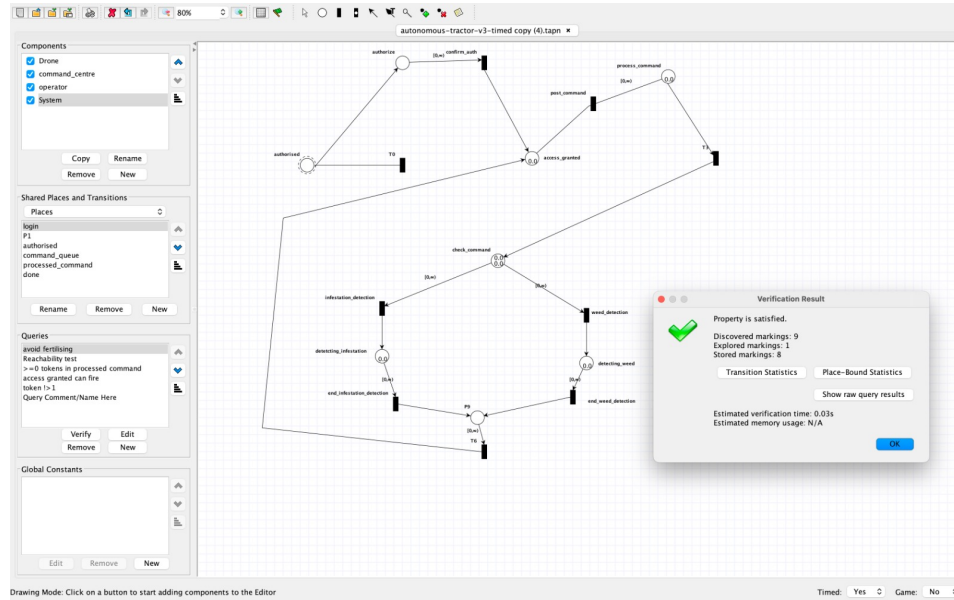 80%
autonomous-tractor-v3-timed copy (4).tapn
Components
Drone
command_centre
operator
System
Copy
Rename
Remove
New
Shared Places and Transitions
Places
login
P1
authorised
command_queue
processed_command
done
Rename
Remove
New
Queries
avoid fertilising
Reachability test
>=0 tokens in processed command
access granted can fire
token !>1
Query Comment/Name Here
Verify
Edit
Remove
New
Global Constants
Edit
Remove
New
authorize
[0,∞)
confirm_auth
process_command
0.0
[0,∞)
post_command
authorised
T0
0.0
access_granted
T3
check_command
0.0
0.0
[0,∞)
[0,∞)
infestation_detection
weed_detection
detetcting_infestation
0.0
0.0
detecting_weed
[0,∞)
[0,∞)
end_infestation_detection
end_weed_detection
P9
[0,∞)
T6
Verification Result
Property is satisfied.
Discovered markings: 9
Explored markings: 1
Stored markings: 8
Transition Statistics
Place-Bound Statistics
Show raw query results
Estimated verification time: 0.03s
Estimated memory usage: N/A
OK
Drawing Mode: Click on a button to start adding components to the Editor
Timed: Yes
Game: No